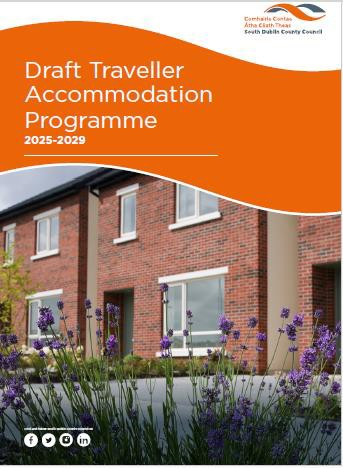 Comhairle Contae
Átha Cliath Theas
South Dublin County Council
Draft Traveller
Accommodation
Programme
2025-2029